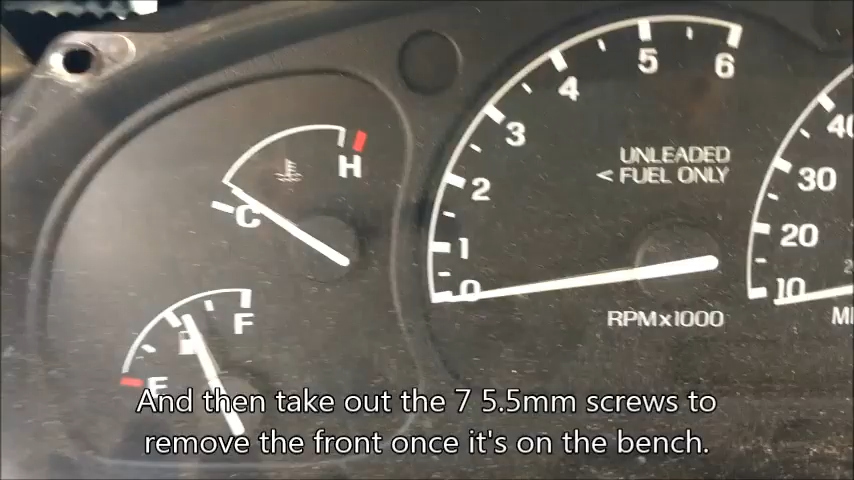 6
5
4
3
2
1
0
UNLEADED
< FUEL ONLY
RPMx1000
H
C
F
E
40
30
20
10
MI
And then take out the 7 5.5mm screws to
remove the front once it's on the bench.